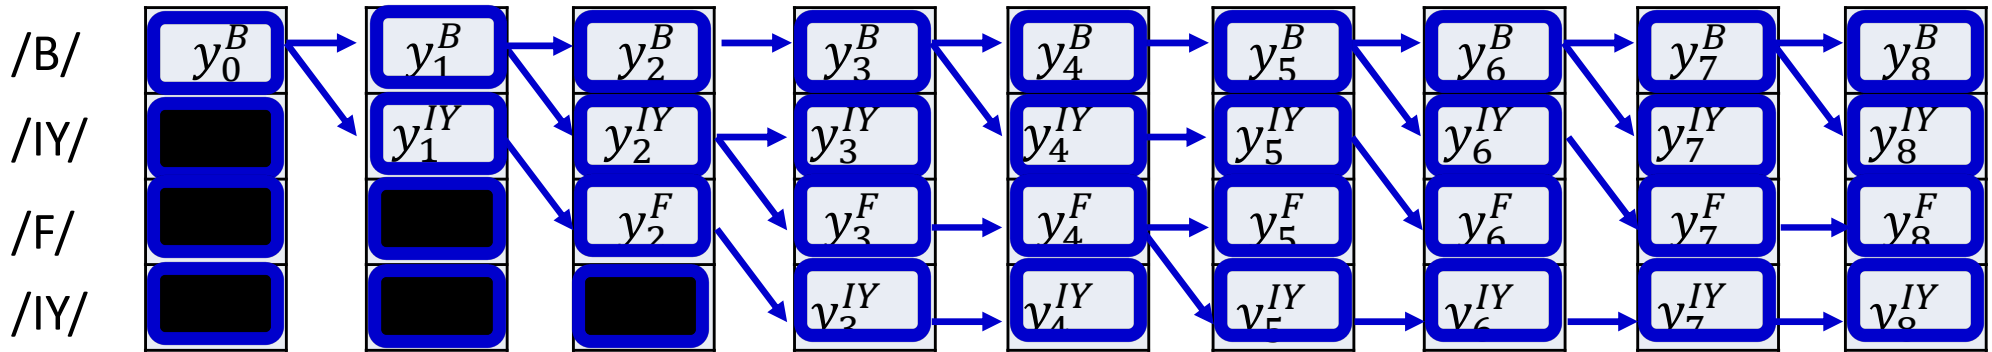 /B/ y_0^B y_1^B y_2^B y_3^B y_4^B y_5^B y_6^B y_7^B y_8^B
/IY/ y_1^{IY} y_2^{IY} y_3^{IY} y_4^{IY} y_5^{IY} y_6^{IY} y_7^{IY} y_8^{IY}
/F/ y_2^F y_3^F y_4^F y_5^F y_6^F y_7^F y_8^F
/IY/ y_3^{IY} y_4^{IY} y_5^{IY} y_6^{IY} y_7^{IY} y_8^{IY}